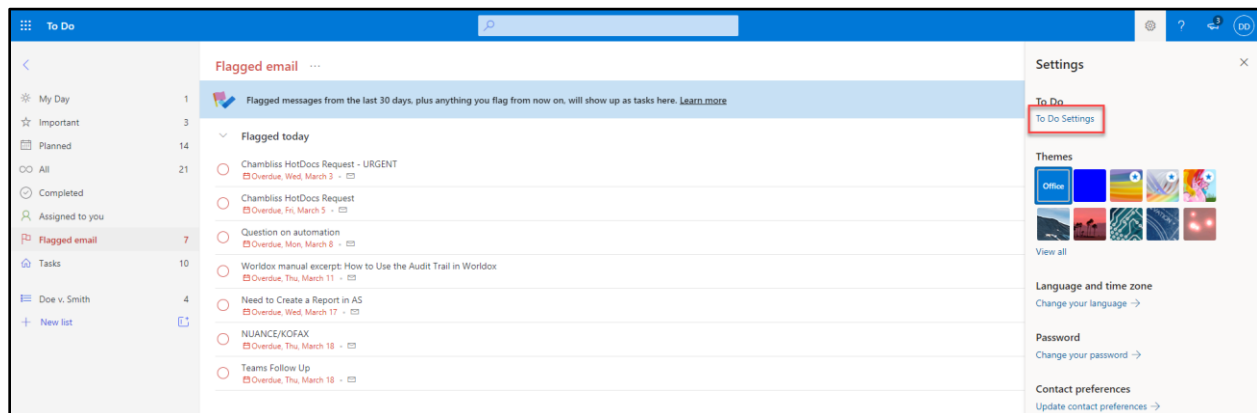 To Do
?
3
DD
My Day 1
Important 3
Planned 14
All 21
Completed
Assigned to you
Flagged email 7
Tasks 10
Doe v. Smith 4
New list
Flagged email ...
Flagged messages from the last 30 days, plus anything you flag from now on, will show up as tasks here. Learn more
Flagged today
Chambliss HotDocs Request - URGENT
Overdue, Wed, March 3
Chambliss HotDocs Request
Overdue, Fri, March 5
Question on automation
Overdue, Mon, March 8
Worldox manual excerpt: How to Use the Audit Trail in Worldox
Overdue, Thu, March 11
Need to Create a Report in AS
Overdue, Wed, March 17
NUANCE/KOFAX
Overdue, Thu, March 18
Teams Follow Up
Overdue, Thu, March 18
Settings
To Do
To Do Settings
Themes
Office
View all
Language and time zone
Change your language →
Password
Change your password →
Contact preferences
Update contact preferences →